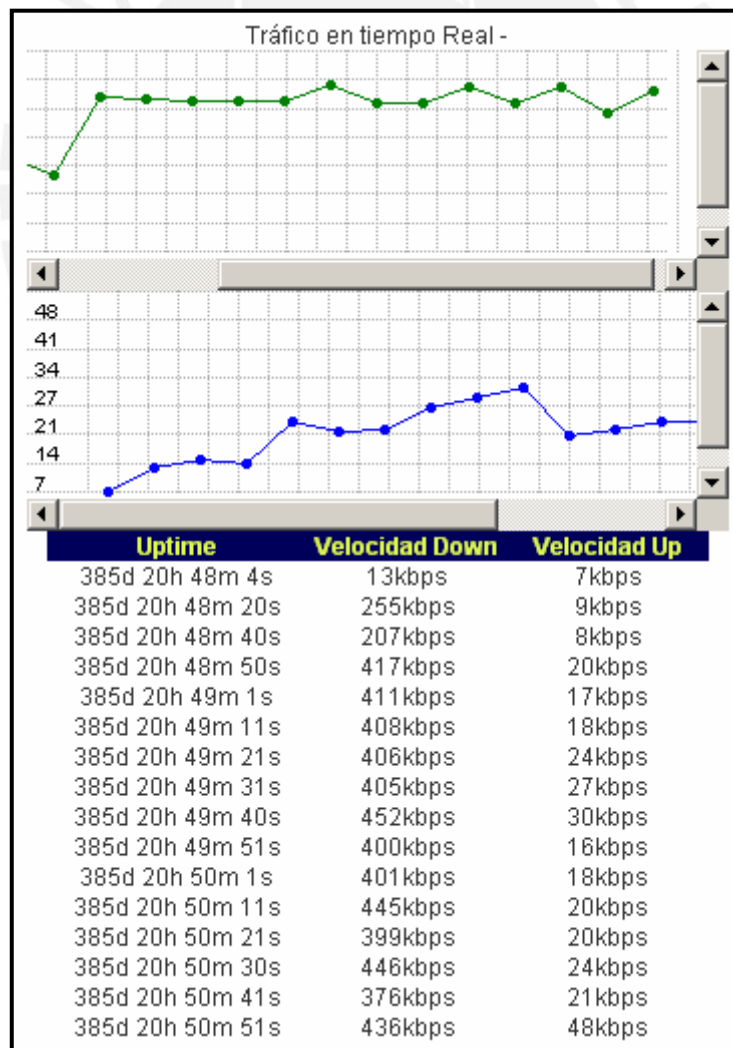 Tráfico en tiempo Real -
48
41
34
27
21
14
7
Uptime Velocidad Down Velocidad Up
385d 20h 48m 4s 13kbps 7kbps
385d 20h 48m 20s 255kbps 9kbps
385d 20h 48m 40s 207kbps 8kbps
385d 20h 48m 50s 417kbps 20kbps
385d 20h 49m 1s 411kbps 17kbps
385d 20h 49m 11s 408kbps 18kbps
385d 20h 49m 21s 406kbps 24kbps
385d 20h 49m 31s 405kbps 27kbps
385d 20h 49m 40s 452kbps 30kbps
385d 20h 49m 51s 400kbps 16kbps
385d 20h 50m 1s 401kbps 18kbps
385d 20h 50m 11s 445kbps 20kbps
385d 20h 50m 21s 399kbps 20kbps
385d 20h 50m 30s 446kbps 24kbps
385d 20h 50m 41s 376kbps 21kbps
385d 20h 50m 51s 436kbps 48kbps